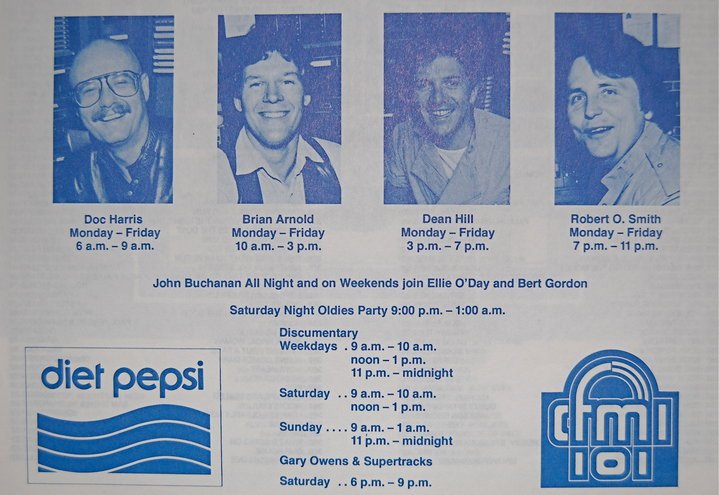 Doc Harris
Monday – Friday
6 a.m. – 9 a.m.
Brian Arnold
Monday – Friday
10 a.m. – 3 p.m.
Dean Hill
Monday – Friday
3 p.m. – 7 p.m.
Robert O. Smith
Monday – Friday
7 p.m. – 11 p.m.
John Buchanan All Night and on Weekends join Ellie O'Day and Bert Gordon
Saturday Night Oldies Party 9:00 p.m. – 1:00 a.m.
Discumentary
Weekdays . 9 a.m. – 10 a.m.
noon – 1 p.m.
11 p.m. – midnight
Saturday . . 9 a.m. – 10 a.m.
noon – 1 p.m.
Sunday . . . . 9 a.m. – 1 a.m.
11 p.m. – midnight
Gary Owens & Supertracks
Saturday . . 6 p.m. – 9 p.m.
diet pepsi
cfmi
101